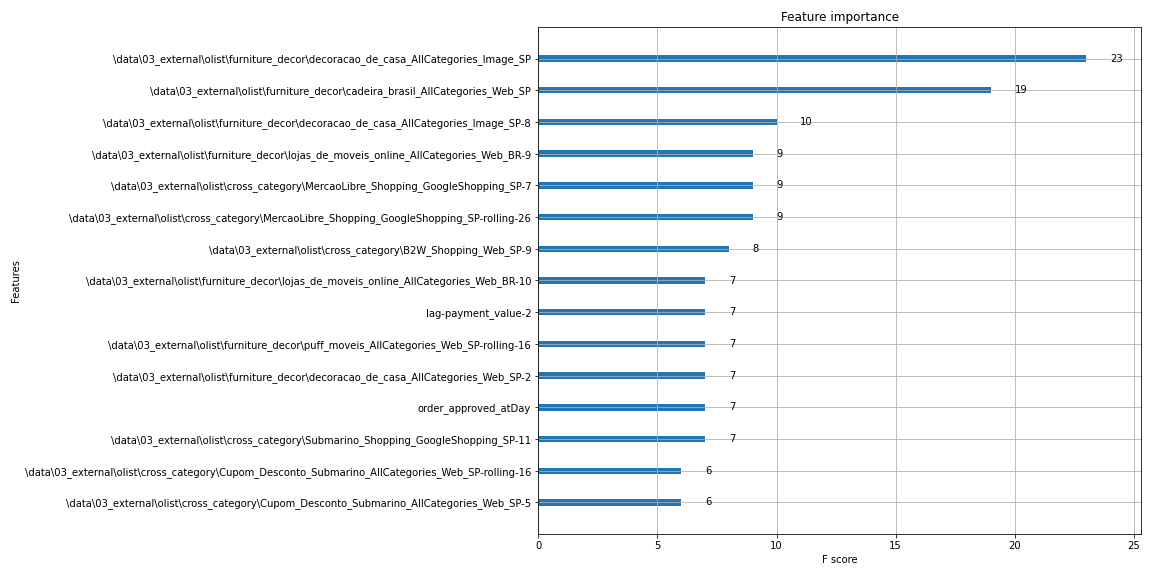 Feature importance
\data\03_external\olist\furniture_decor\decoracao_de_casa_AllCategories_Image_SP 23
\data\03_external\olist\furniture_decor\cadeira_brasil_AllCategories_Web_SP 19
\data\03_external\olist\furniture_decor\decoracao_de_casa_AllCategories_Image_SP-8 10
\data\03_external\olist\furniture_decor\lojas_de_moveis_online_AllCategories_Web_BR-9 9
\data\03_external\olist\cross_category\MercaoLibre_Shopping_GoogleShopping_SP-7 9
\data\03_external\olist\cross_category\MercaoLibre_Shopping_GoogleShopping_SP-rolling-26 9
\data\03_external\olist\cross_category\B2W_Shopping_Web_SP-9 8
\data\03_external\olist\furniture_decor\lojas_de_moveis_online_AllCategories_Web_BR-10 7
lag-payment_value-2 7
\data\03_external\olist\furniture_decor\puff_moveis_AllCategories_Web_SP-rolling-16 7
\data\03_external\olist\furniture_decor\decoracao_de_casa_AllCategories_Web_SP-2 7
order_approved_atDay 7
\data\03_external\olist\cross_category\Submarino_Shopping_GoogleShopping_SP-11 7
\data\03_external\olist\cross_category\Cupom_Desconto_Submarino_AllCategories_Web_SP-rolling-16 6
\data\03_external\olist\cross_category\Cupom_Desconto_Submarino_AllCategories_Web_SP-5 6
Features
0 5 10 15 20 25
F score